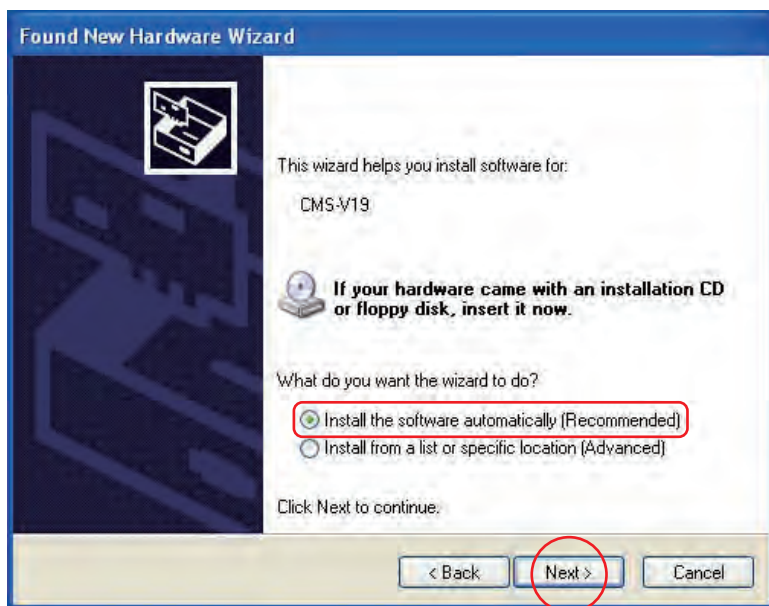 Found New Hardware Wizard
This wizard helps you install software for:
CMS-V19
If your hardware came with an installation CD
or floppy disk, insert it now.
What do you want the wizard to do?
Install the software automatically (Recommended)
Install from a list or specific location (Advanced)
Click Next to continue.
< Back
Next >
Cancel